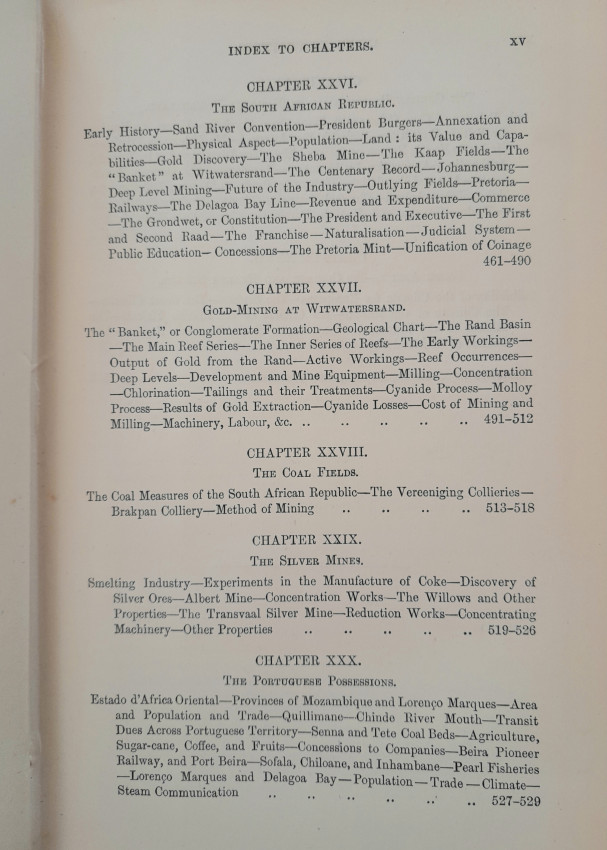 INDEX TO CHAPTERS. XV
CHAPTER XXVI.
THE SOUTH AFRICAN REPUBLIC.
Early History—Sand River Convention—President Burgers—Annexation and
Retrocession—Physical Aspect—Population—Land : its Value and Capa-
bilities—Gold Discovery—The Sheba Mine—The Kaap Fields—The
"Banket" at Witwatersrand—The Centenary Record—Johannesburg—
Deep Level Mining—Future of the Industry—Outlying Fields—Pretoria—
Railways—The Delagoa Bay Line—Revenue and Expenditure—Commerce
—The Grondwet, or Constitution—The President and Executive—The First
and Second Raad—The Franchise—Naturalisation—Judicial System—
Public Education—Concessions—The Pretoria Mint—Unification of Coinage
461–490
CHAPTER XXVII.
GOLD-MINING AT WITWATERSRAND.
The "Banket," or Conglomerate Formation—Geological Chart—The Rand Basin
—The Main Reef Series—The Inner Series of Reefs—The Early Workings—
Output of Gold from the Rand—Active Workings—Reef Occurrences—
Deep Levels—Development and Mine Equipment—Milling—Concentration
—Chlorination—Tailings and their Treatments—Cyanide Process—Molloy
Process—Results of Gold Extraction—Cyanide Losses—Cost of Mining and
Milling—Machinery, Labour, &c. .. .. .. .. .. 491–512
CHAPTER XXVIII.
THE COAL FIELDS.
The Coal Measures of the South African Republic—The Vereeniging Collieries—
Brakpan Colliery—Method of Mining .. .. .. .. 513–518
CHAPTER XXIX.
THE SILVER MINES.
Smelting Industry—Experiments in the Manufacture of Coke—Discovery of
Silver Ores—Albert Mine—Concentration Works—The Willows and Other
Properties—The Transvaal Silver Mine—Reduction Works—Concentrating
Machinery—Other Properties .. .. .. .. .. 519–526
CHAPTER XXX.
THE PORTUGUESE POSSESSIONS.
Estado d'Africa Oriental—Provinces of Mozambique and Lorenço Marques—Area
and Population and Trade—Quillimane—Chinde River Mouth—Transit
Dues Across Portuguese Territory—Senna and Tete Coal Beds—Agriculture,
Sugar-cane, Coffee, and Fruits—Concessions to Companies—Beira Pioneer
Railway, and Port Beira—Sofala, Chiloane, and Inhambane—Pearl Fisheries
—Lorenço Marques and Delagoa Bay—Population—Trade—Climate—
Steam Communication .. .. .. .. .. .. 527–529